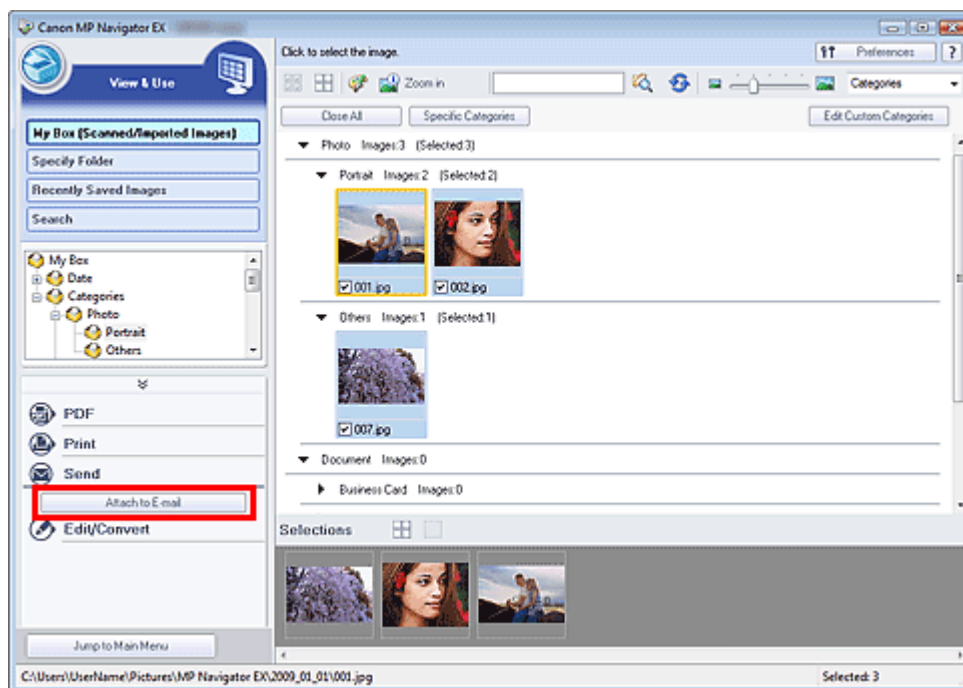 Canon MP Navigator EX
View & Use
My Box (Scanned/Imported Images)
Specify Folder
Recently Saved Images
Search
My Box
Date
Categories
Photo
Portrait
Others
PDF
Print
Send
Attach to E-mail
Edit/Convert
Jump to Main Menu
Click to select the image.
Preferences
?
Zoom in
Categories
Close All
Specific Categories
Edit Custom Categories
Photo Images:3 (Selected:3)
Portrait Images:2 (Selected:2)
001.jpg 002.jpg
Others Images:1 (Selected:1)
007.jpg
Document Images:0
Business Card Images:0
Selections
C:\Users\UserName\Pictures\MP Navigator EX\2009_01_01\001.jpg
Selected: 3